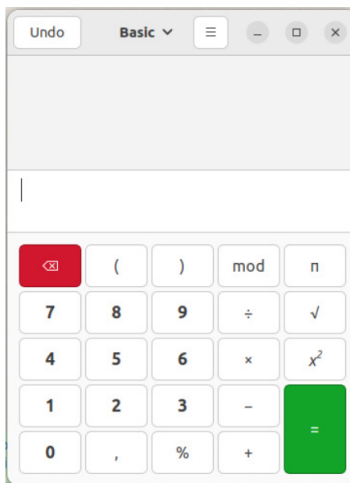 Undo Basic
( ) mod π
7 8 9 ÷ √
4 5 6 × x²
1 2 3 −
=
0 , % +